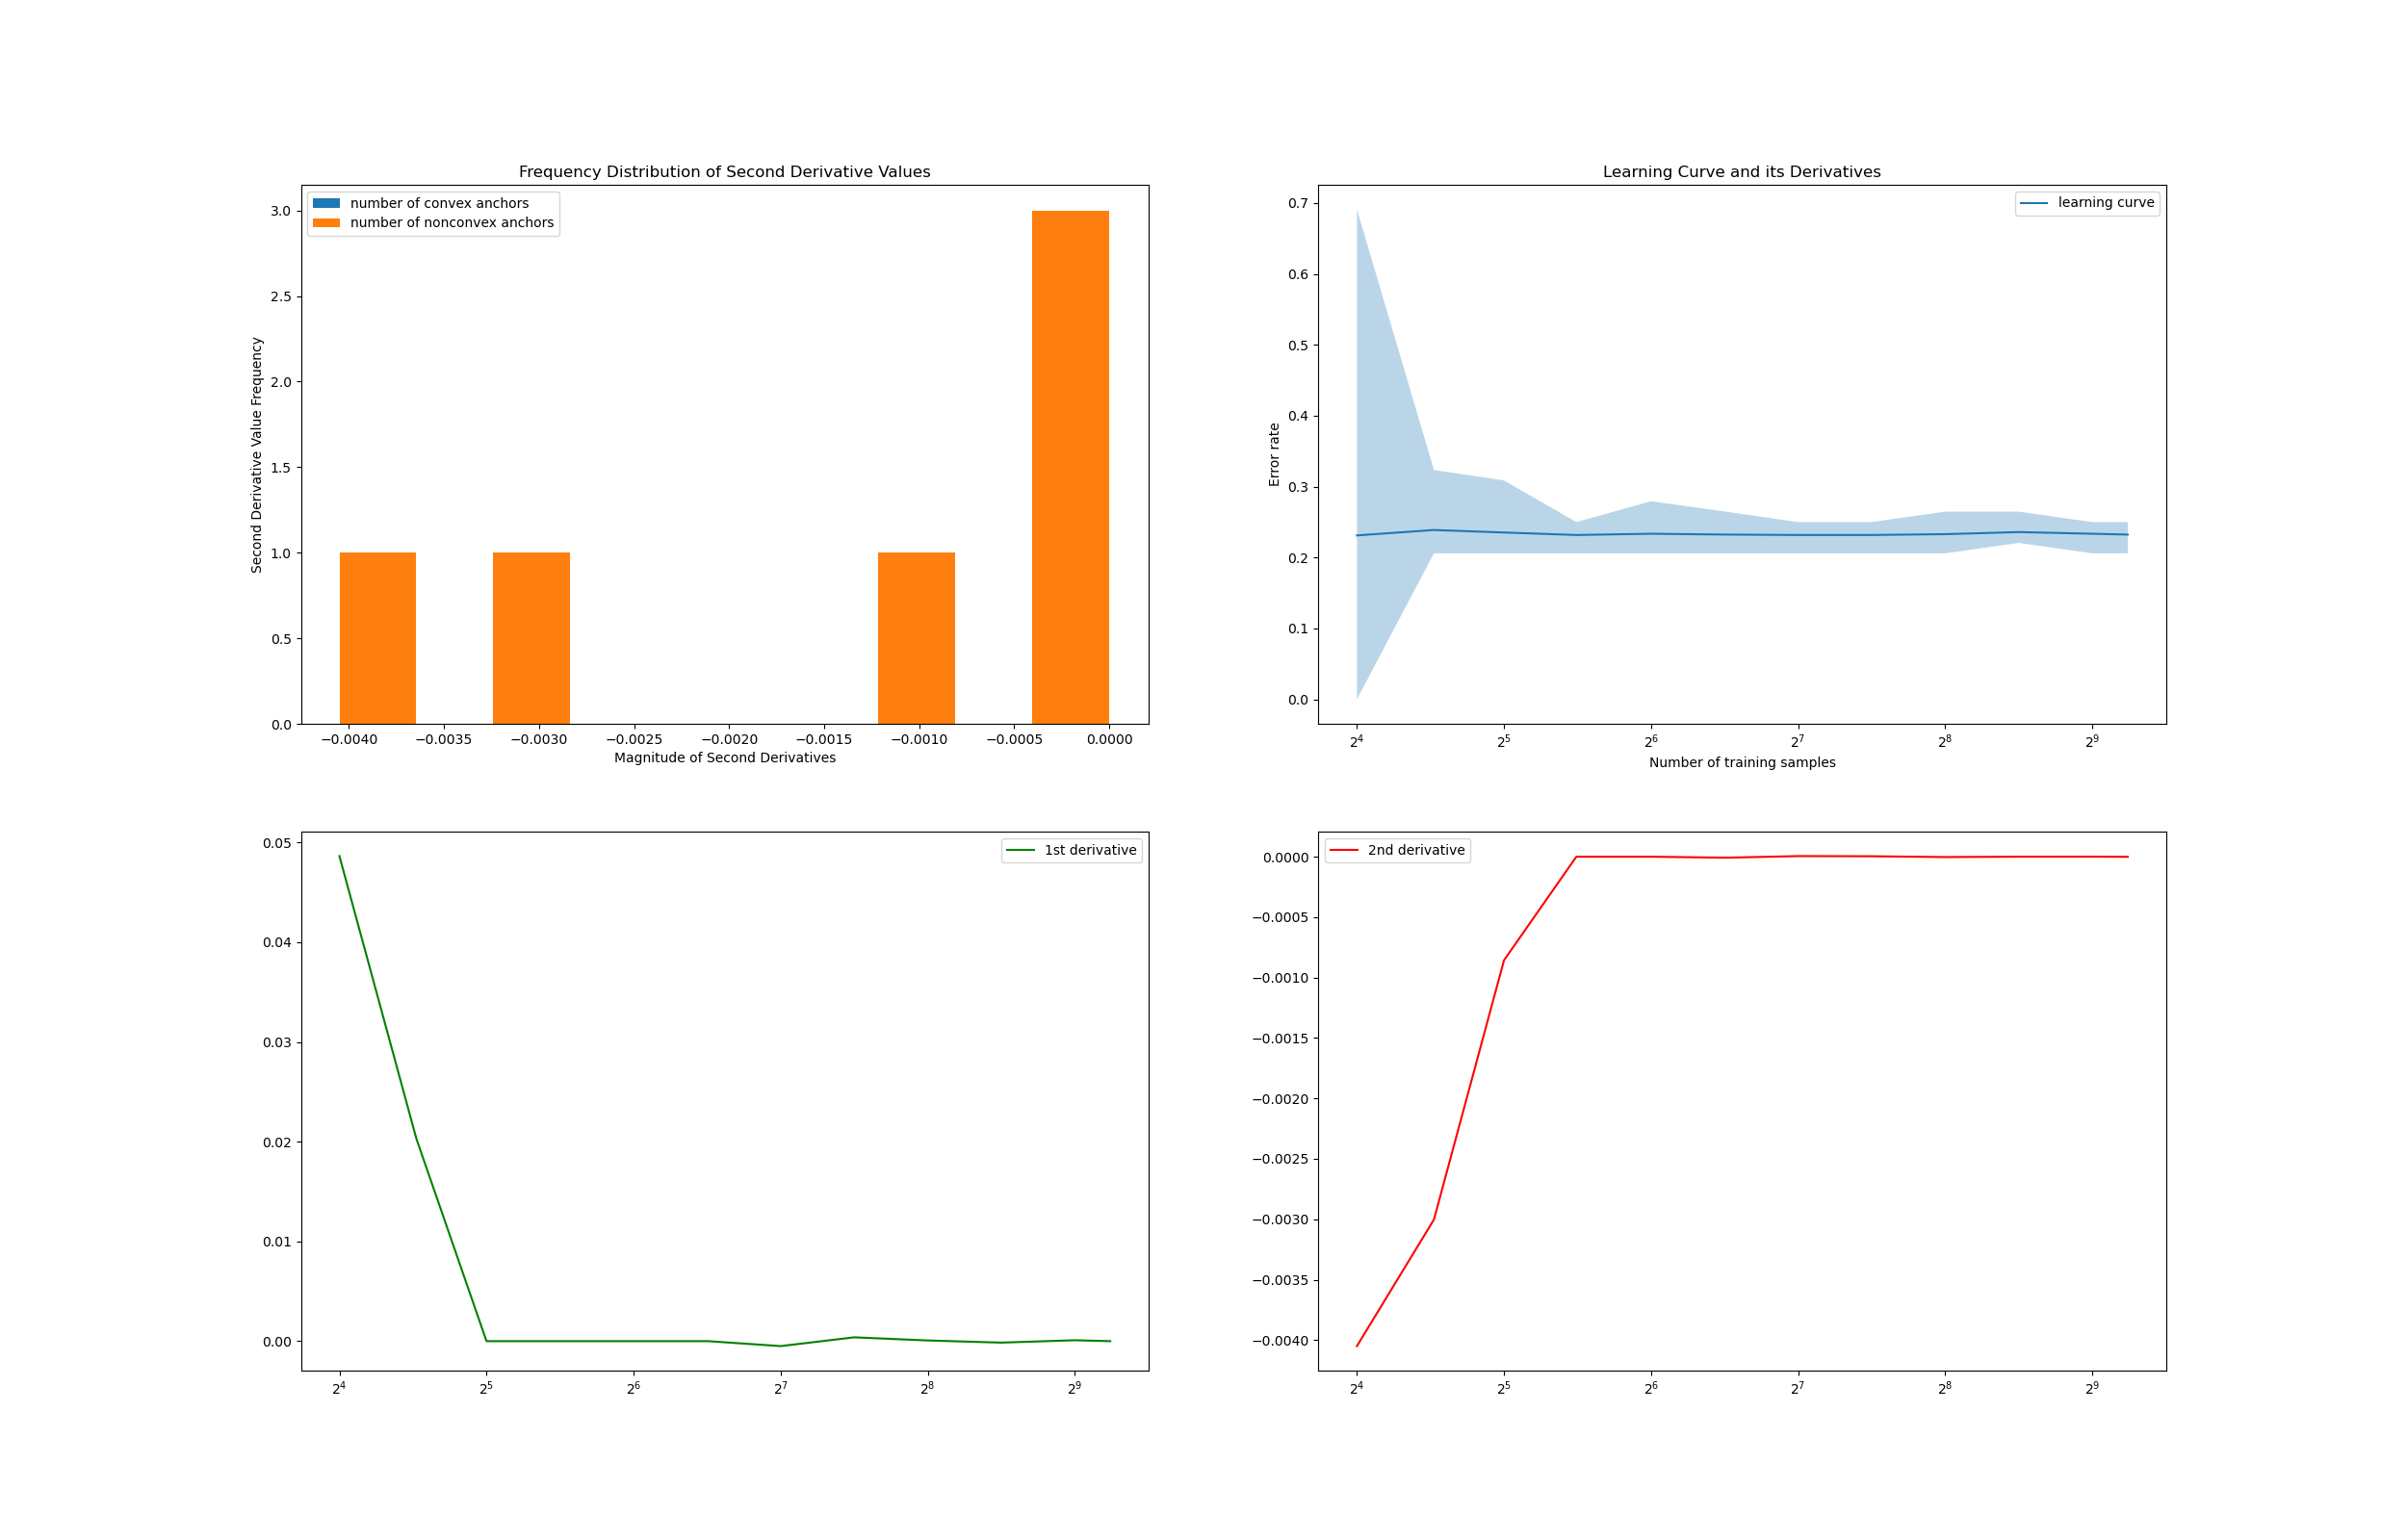 Frequency Distribution of Second Derivative Values
number of convex anchors
number of nonconvex anchors
3.0
2.5
2.0
1.5
1.0
0.5
0.0
Second Derivative Value Frequency
−0.0040 −0.0035 −0.0030 −0.0025 −0.0020 −0.0015 −0.0010 −0.0005 0.0000
Magnitude of Second Derivatives
Learning Curve and its Derivatives
learning curve
0.7
0.6
0.5
0.4
0.3
0.2
0.1
0.0
Error rate
2⁴ 2⁵ 2⁶ 2⁷ 2⁸ 2⁹
Number of training samples
1st derivative
0.05
0.04
0.03
0.02
0.01
0.00
2⁴ 2⁵ 2⁶ 2⁷ 2⁸ 2⁹
2nd derivative
0.0000
−0.0005
−0.0010
−0.0015
−0.0020
−0.0025
−0.0030
−0.0035
−0.0040
2⁴ 2⁵ 2⁶ 2⁷ 2⁸ 2⁹